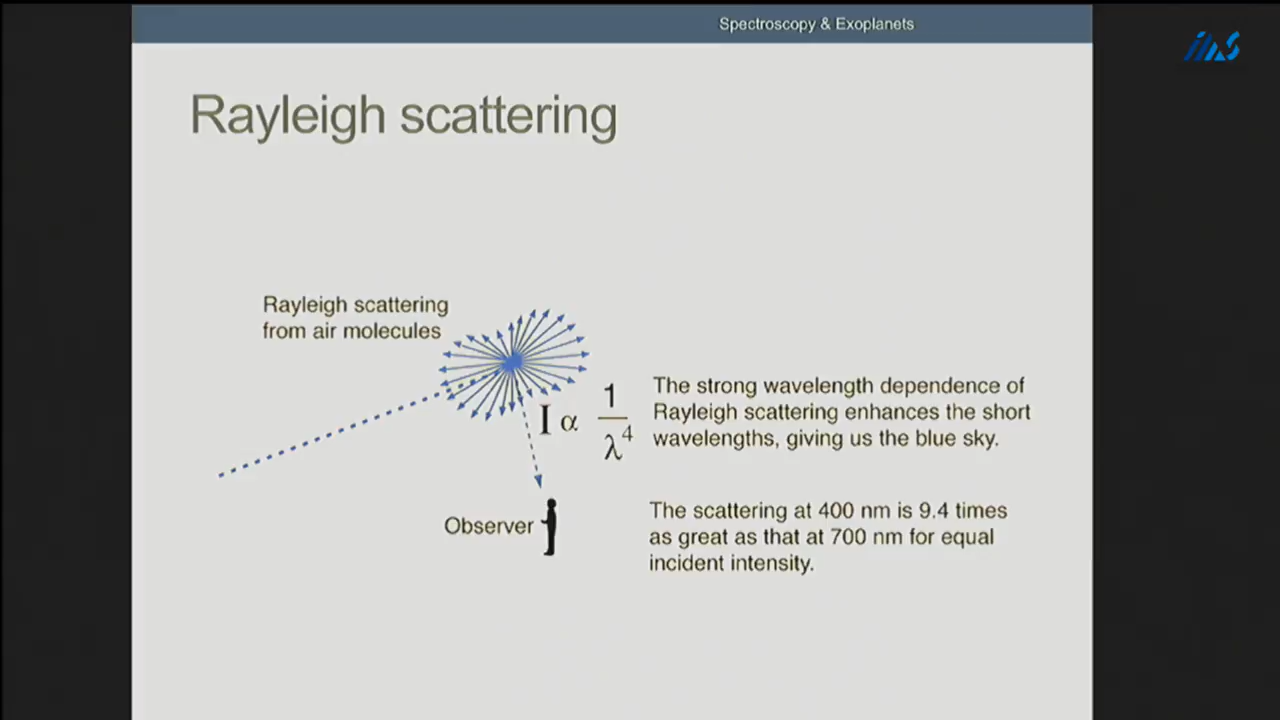 Spectroscopy & Exoplanets
Rayleigh scattering
Rayleigh scattering
from air molecules
I ∝ 1/λ⁴
The strong wavelength dependence of
Rayleigh scattering enhances the short
wavelengths, giving us the blue sky.
Observer
The scattering at 400 nm is 9.4 times
as great as that at 700 nm for equal
incident intensity.